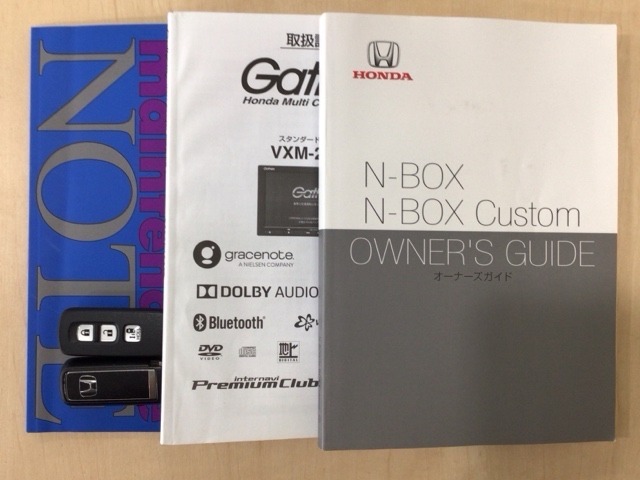 maintenance
NOTE
取扱説
Gath
Honda Multi C
スタンダード
VXM-2
Gathers
gracenote.
A NIELSEN COMPANY
DOLBY AUDIO
Bluetooth
DVD
VIDEO
DIGITAL
internavi
PremiumClub
HONDA
N-BOX
N-BOX Custom
OWNER'S GUIDE
オーナーズガイド